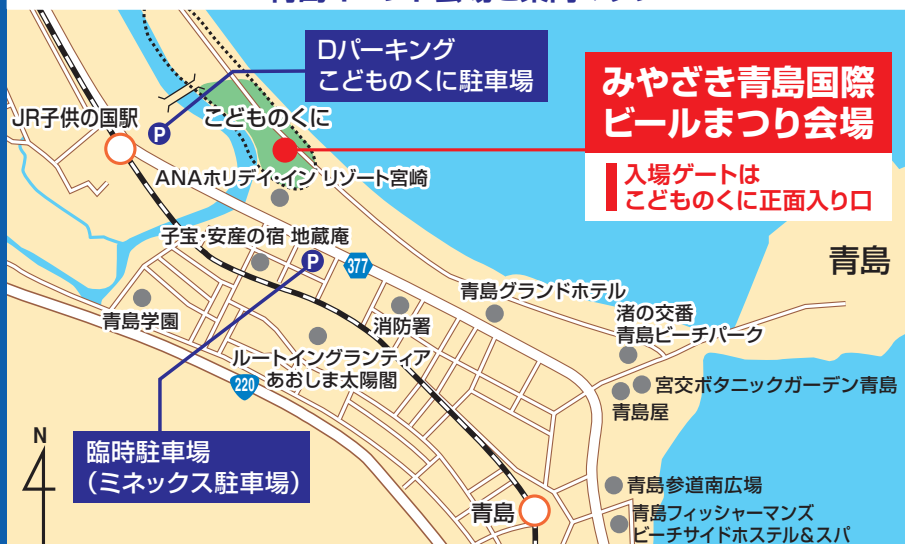 Dパーキング
こどものくに駐車場
みやざき青島国際
ビールまつり会場
入場ゲートは
こどものくに正面入り口
JR子供の国駅
P
こどものくに
ANAホリデイ・イン リゾート宮崎
子宝・安産の宿 地蔵庵
P
377
青島
青島グランドホテル
渚の交番
青島ビーチパーク
青島学園
消防署
ルートイングランティア
あおしま太陽閣
220
宮交ボタニックガーデン青島
青島屋
N
臨時駐車場
(ミネックス駐車場)
青島
青島参道南広場
青島フィッシャーマンズ
ビーチサイドホステル&スパ